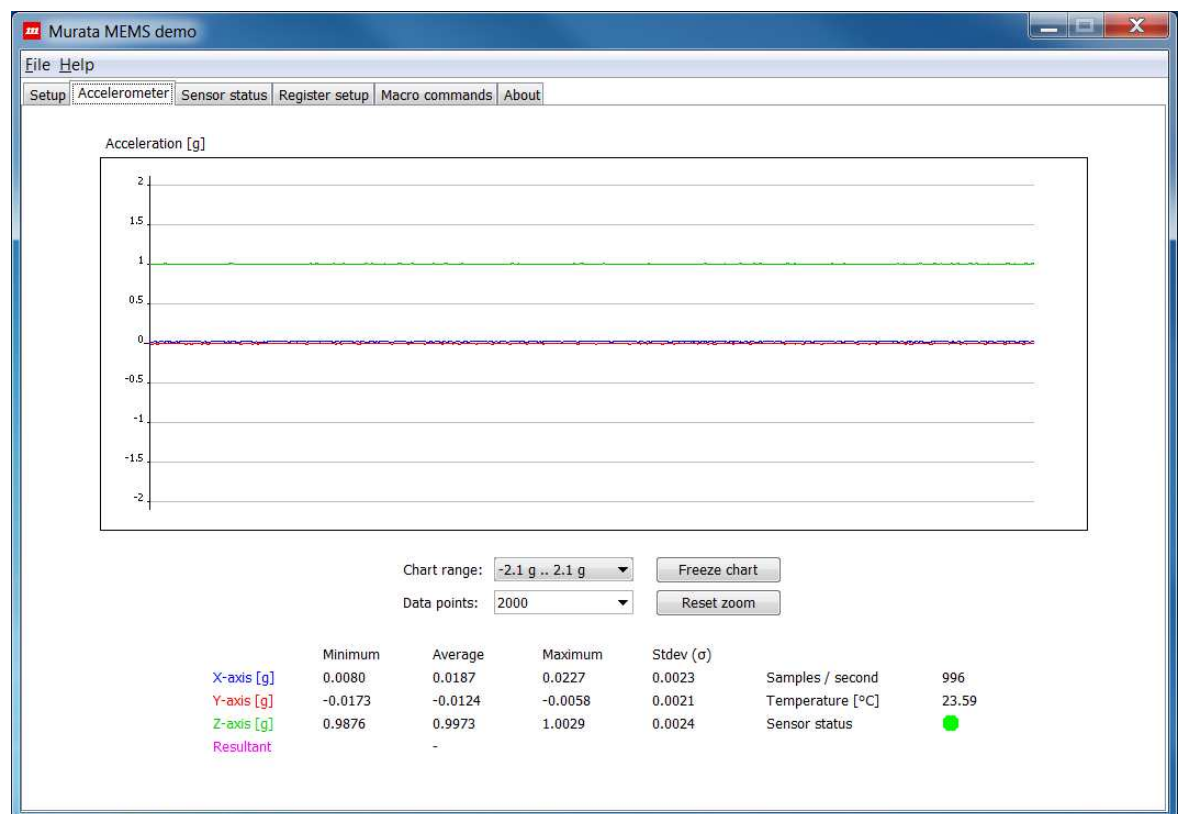 m Murata MEMS demo
File Help
Setup Accelerometer Sensor status Register setup Macro commands About
Acceleration [g]
2
1.5
1
0.5
0
-0.5
-1
-1.5
-2
Chart range: -2.1 g .. 2.1 g Freeze chart
Data points: 2000 Reset zoom
Minimum Average Maximum Stdev (σ)
X-axis [g] 0.0080 0.0187 0.0227 0.0023 Samples / second 996
Y-axis [g] -0.0173 -0.0124 -0.0058 0.0021 Temperature [°C] 23.59
Z-axis [g] 0.9876 0.9973 1.0029 0.0024 Sensor status
Resultant -